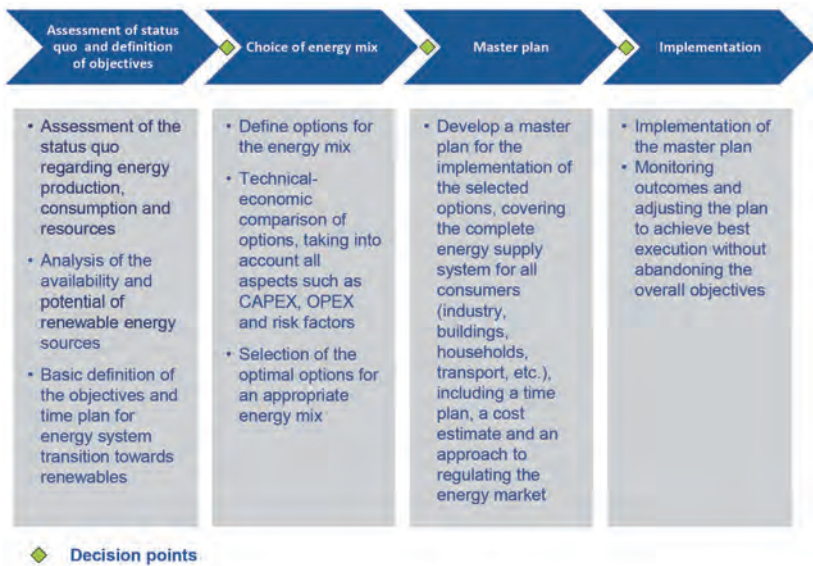 Assessment of status
quo and definition
of objectives
Choice of energy mix
Master plan
Implementation
• Assessment of the
status quo
regarding energy
production,
consumption and
resources
• Analysis of the
availability and
potential of
renewable energy
sources
• Basic definition of
the objectives and
time plan for
energy system
transition towards
renewables
• Define options for
the energy mix
• Technical-
economic
comparison of
options, taking into
account all
aspects such as
CAPEX, OPEX
and risk factors
• Selection of the
optimal options for
an appropriate
energy mix
• Develop a master
plan for the
implementation of
the selected
options, covering
the complete
energy supply
system for all
consumers
(industry,
buildings,
households,
transport, etc.),
including a time
plan, a cost
estimate and an
approach to
regulating the
energy market
• Implementation of
the master plan
• Monitoring
outcomes and
adjusting the plan
to achieve best
execution without
abandoning the
overall objectives
Decision points